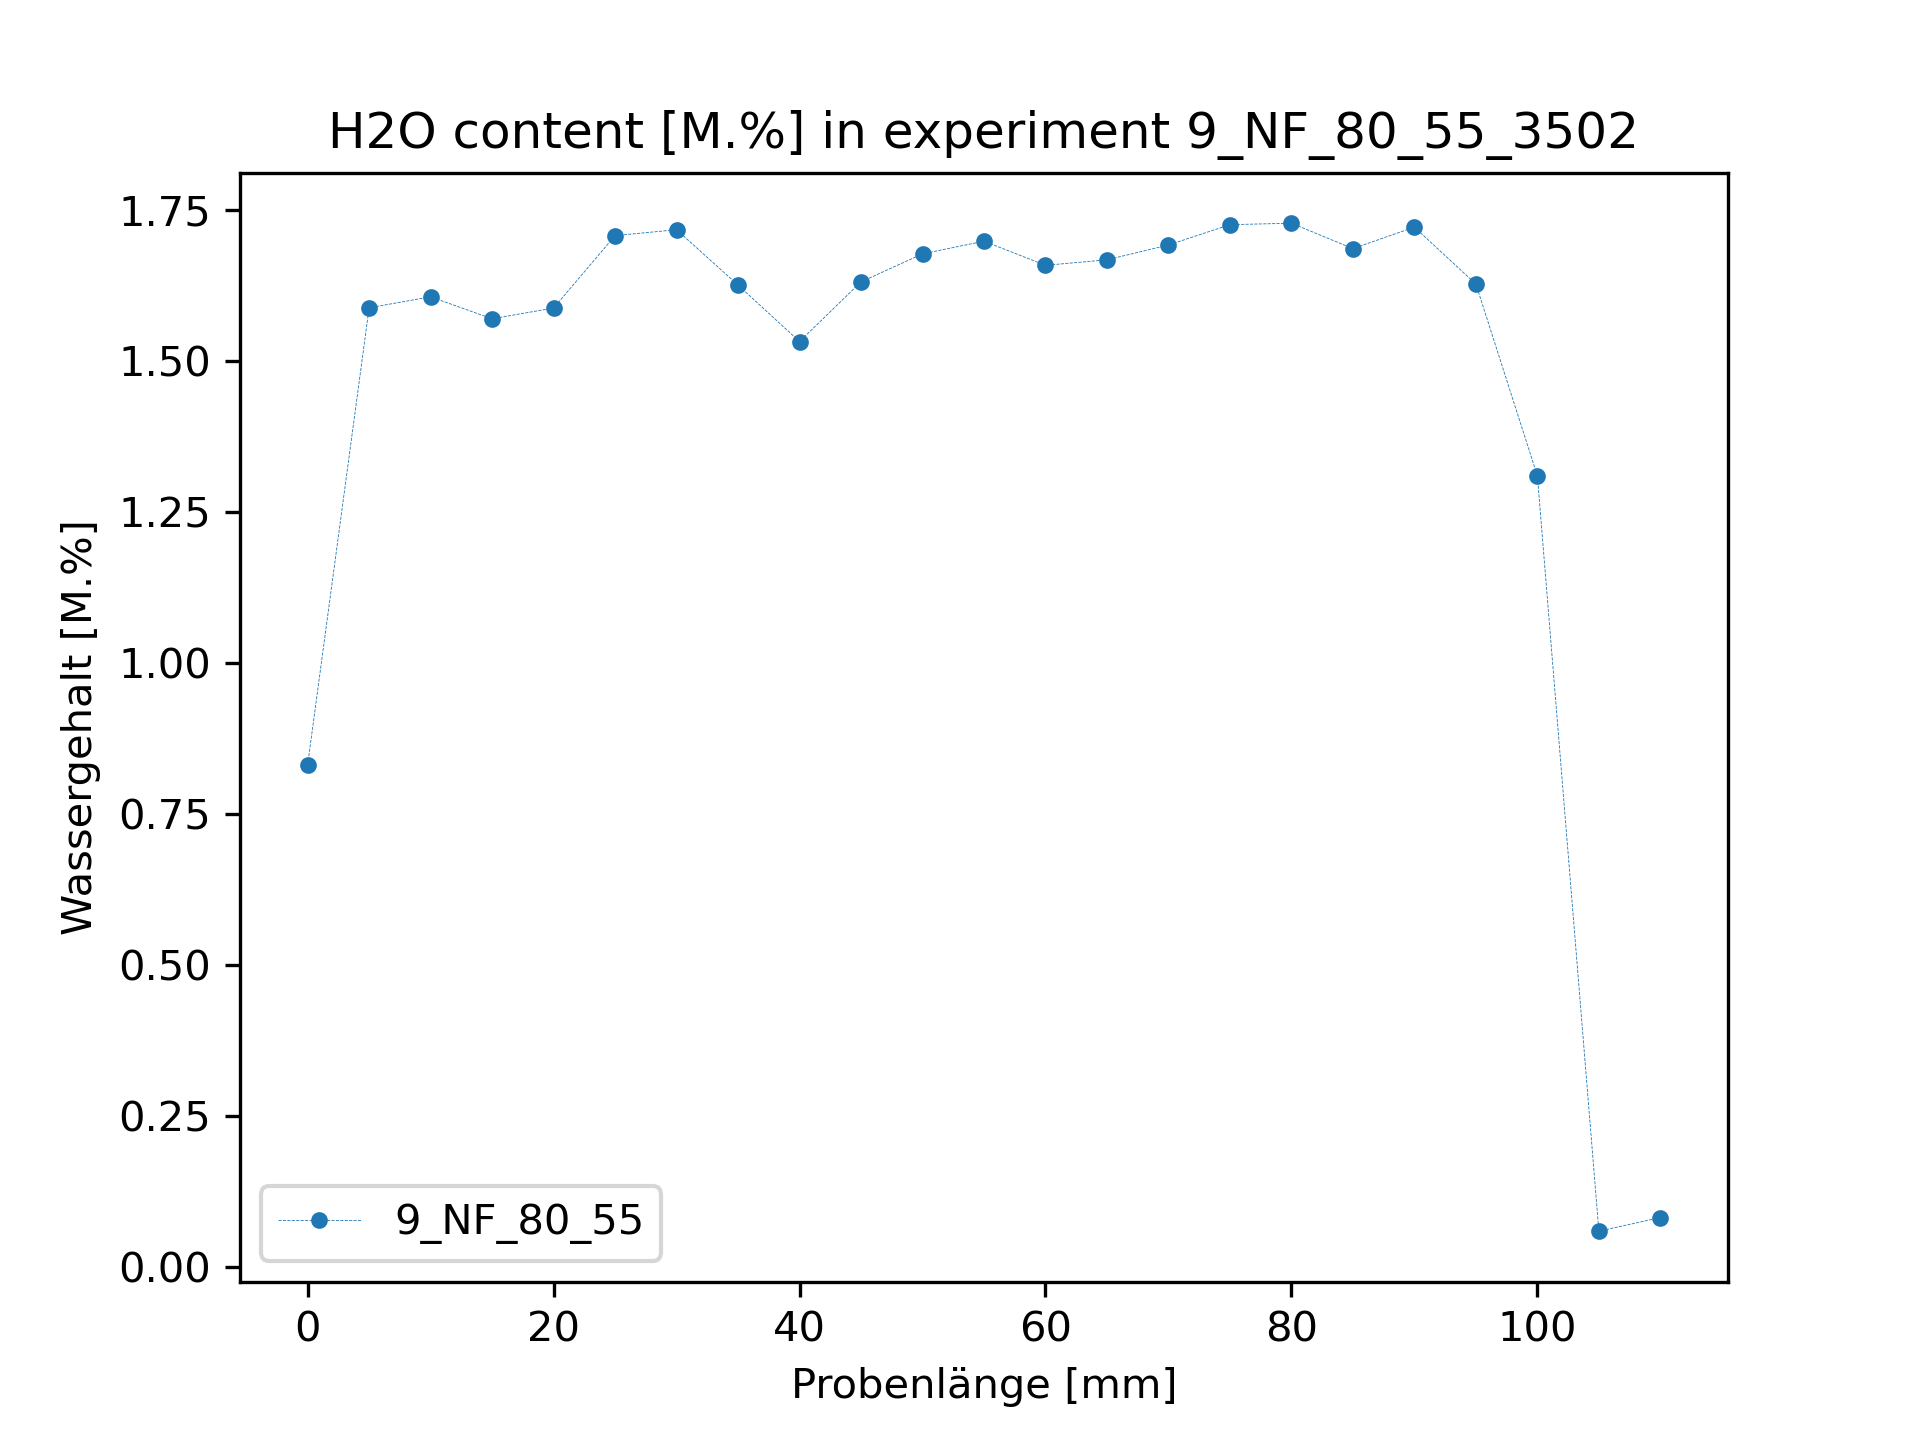 H2O content [M.%] in experiment 9_NF_80_55_3502
Wassergehalt [M.%]
1.75
1.50
1.25
1.00
0.75
0.50
0.25
0.00
9_NF_80_55
0 20 40 60 80 100
Probenlänge [mm]